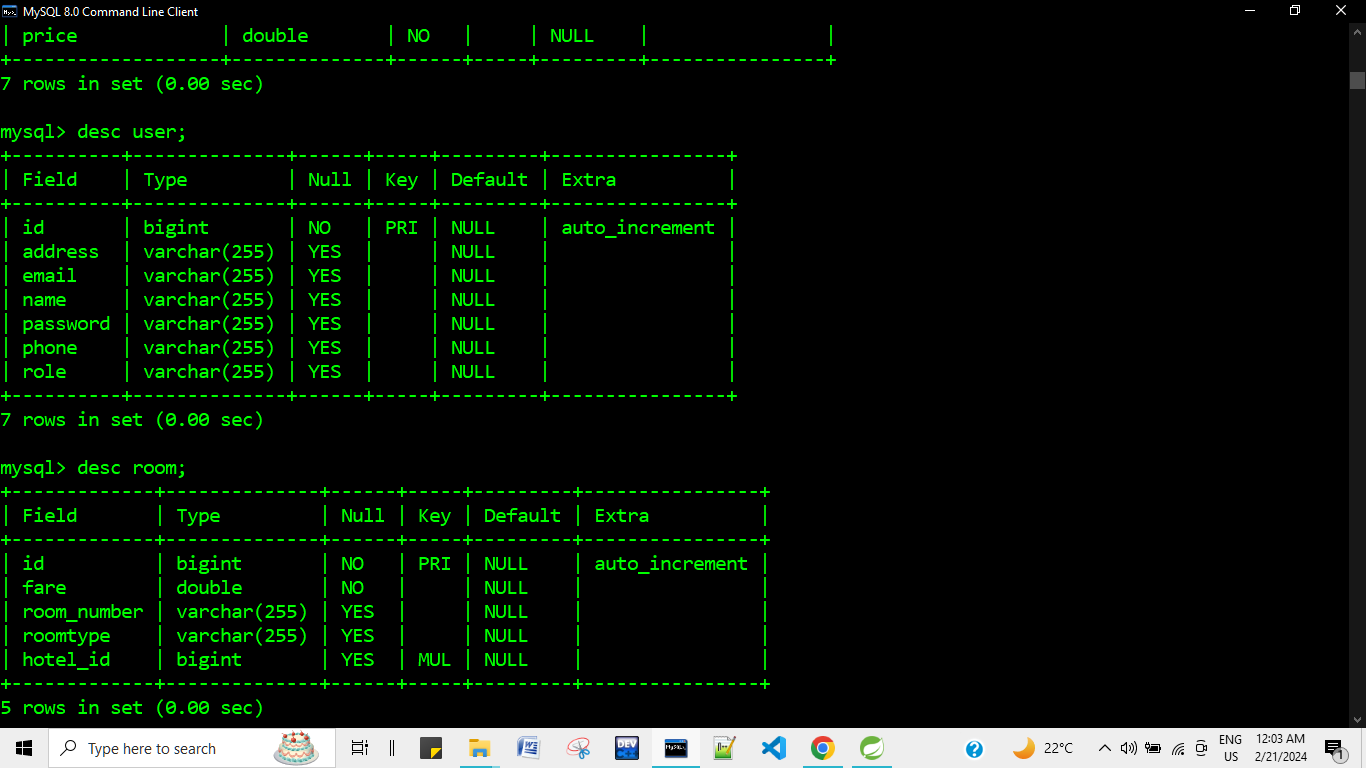 MySQL 8.0 Command Line Client
| price             | double       | NO   |     | NULL    |                |
+-------------------+--------------+------+-----+---------+----------------+
7 rows in set (0.00 sec)
mysql> desc user;
+----------+--------------+------+-----+---------+----------------+
| Field    | Type         | Null | Key | Default | Extra          |
+----------+--------------+------+-----+---------+----------------+
| id       | bigint       | NO   | PRI | NULL    | auto_increment |
| address  | varchar(255) | YES  |     | NULL    |                |
| email    | varchar(255) | YES  |     | NULL    |                |
| name     | varchar(255) | YES  |     | NULL    |                |
| password | varchar(255) | YES  |     | NULL    |                |
| phone    | varchar(255) | YES  |     | NULL    |                |
| role     | varchar(255) | YES  |     | NULL    |                |
+----------+--------------+------+-----+---------+----------------+
7 rows in set (0.00 sec)
mysql> desc room;
+-------------+--------------+------+-----+---------+----------------+
| Field       | Type         | Null | Key | Default | Extra          |
+-------------+--------------+------+-----+---------+----------------+
| id          | bigint       | NO   | PRI | NULL    | auto_increment |
| fare        | double       | NO   |     | NULL    |                |
| room_number | varchar(255) | YES  |     | NULL    |                |
| roomtype    | varchar(255) | YES  |     | NULL    |                |
| hotel_id    | bigint       | YES  | MUL | NULL    |                |
+-------------+--------------+------+-----+---------+----------------+
5 rows in set (0.00 sec)
Type here to search
DEV
MySQL
22°C
ENG
US
12:03 AM
2/21/2024
1